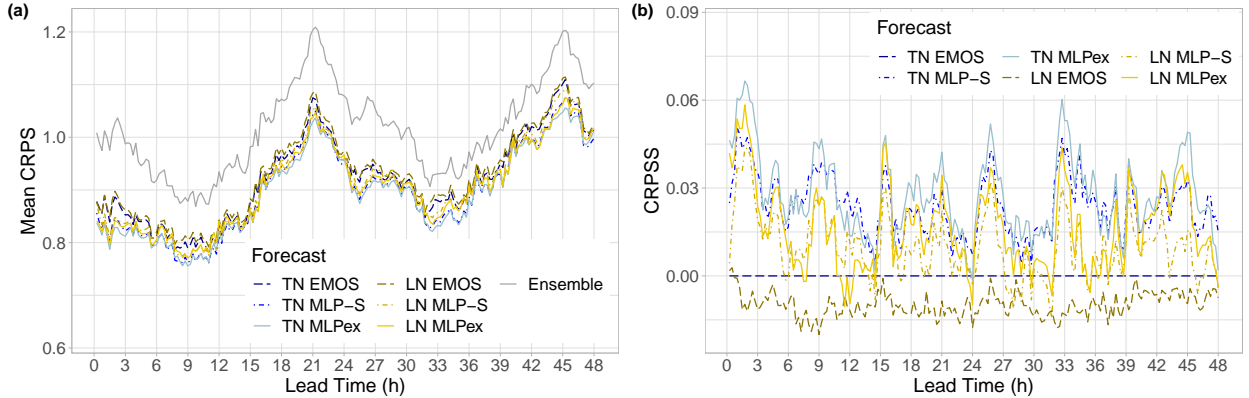 (a)
1.2
1.0
0.8
0.6
Mean CRPS
Forecast
TN EMOS LN EMOS Ensemble
TN MLP−S LN MLP−S
TN MLPex LN MLPex
0 3 6 9 12 15 18 21 24 27 30 33 36 39 42 45 48
Lead Time (h)
(b)
0.09
0.06
0.03
0.00
CRPSS
Forecast
TN EMOS TN MLPex LN MLP−S
TN MLP−S LN EMOS LN MLPex
0 3 6 9 12 15 18 21 24 27 30 33 36 39 42 45 48
Lead Time (h)